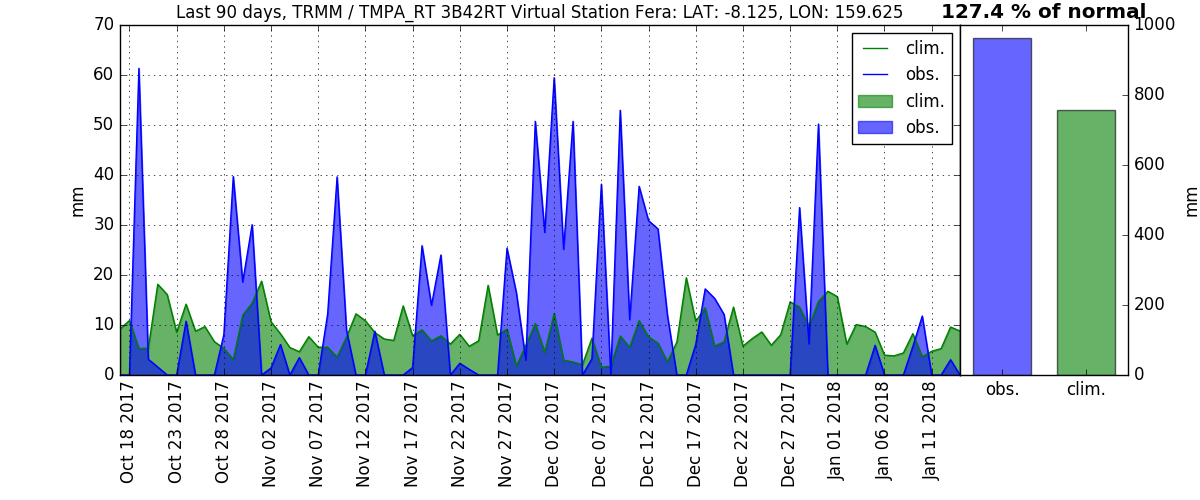 Last 90 days, TRMM / TMPA_RT 3B42RT Virtual Station Fera: LAT: -8.125, LON: 159.625
127.4 % of normal
70
60
50
40
30
20
10
0
mm
clim.
obs.
clim.
obs.
1000
800
600
400
200
0
mm
obs.
clim.
Oct 18 2017
Oct 23 2017
Oct 28 2017
Nov 02 2017
Nov 07 2017
Nov 12 2017
Nov 17 2017
Nov 22 2017
Nov 27 2017
Dec 02 2017
Dec 07 2017
Dec 12 2017
Dec 17 2017
Dec 22 2017
Dec 27 2017
Jan 01 2018
Jan 06 2018
Jan 11 2018